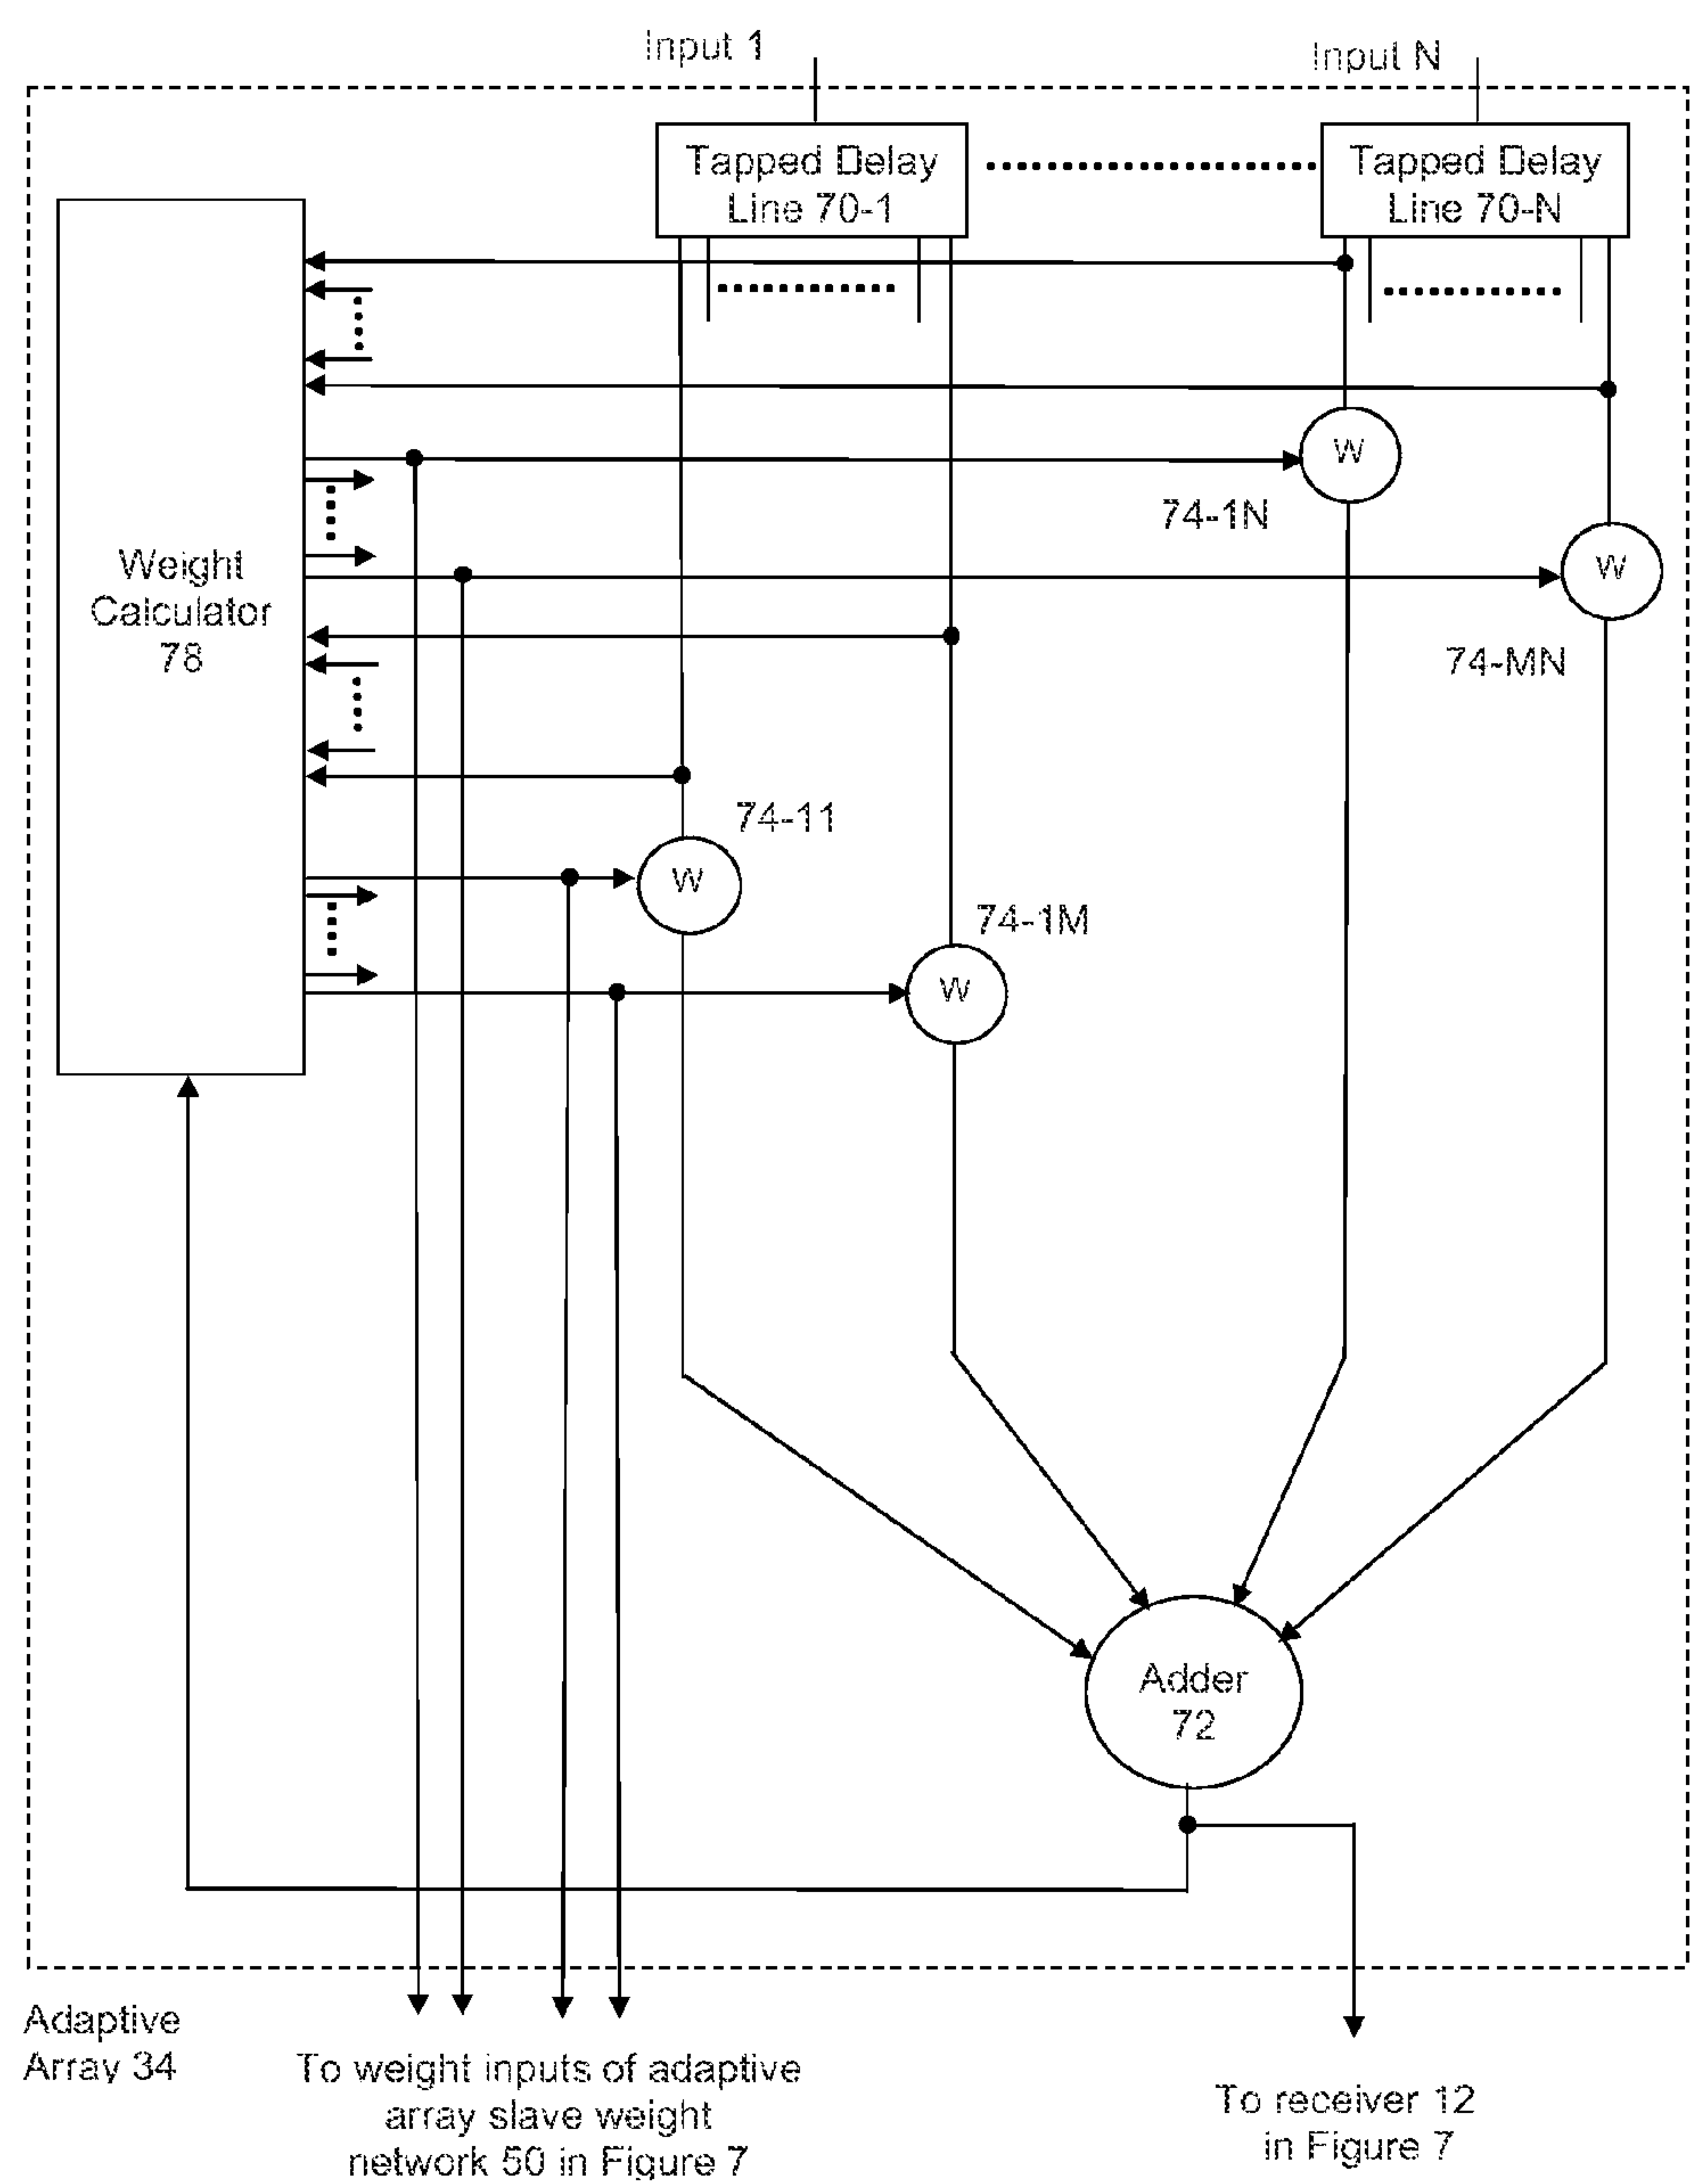 Input 1
Input N
Tapped Delay
Line 70-1
Tapped Delay
Line 70-N
W
74-1N
W
74-MN
Weight
Calculator
78
74-11
W
74-1M
W
Adder
72
Adaptive
Array 34
To weight inputs of adaptive
array slave weight
network 50 in Figure 7
To receiver 12
in Figure 7